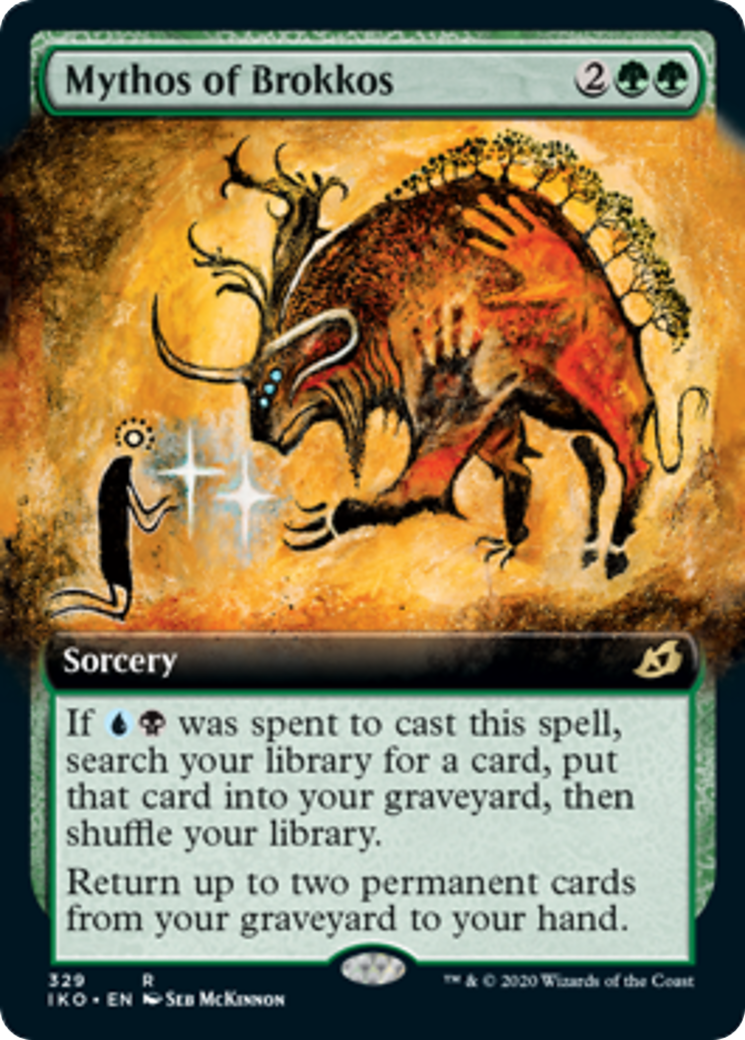 Mythos of Brokkos 2
Sorcery
If was spent to cast this spell,
search your library for a card, put
that card into your graveyard, then
shuffle your library.
Return up to two permanent cards
from your graveyard to your hand.
329 R
IKO • EN Seb McKinnon
™ & © 2020 Wizards of the Coast